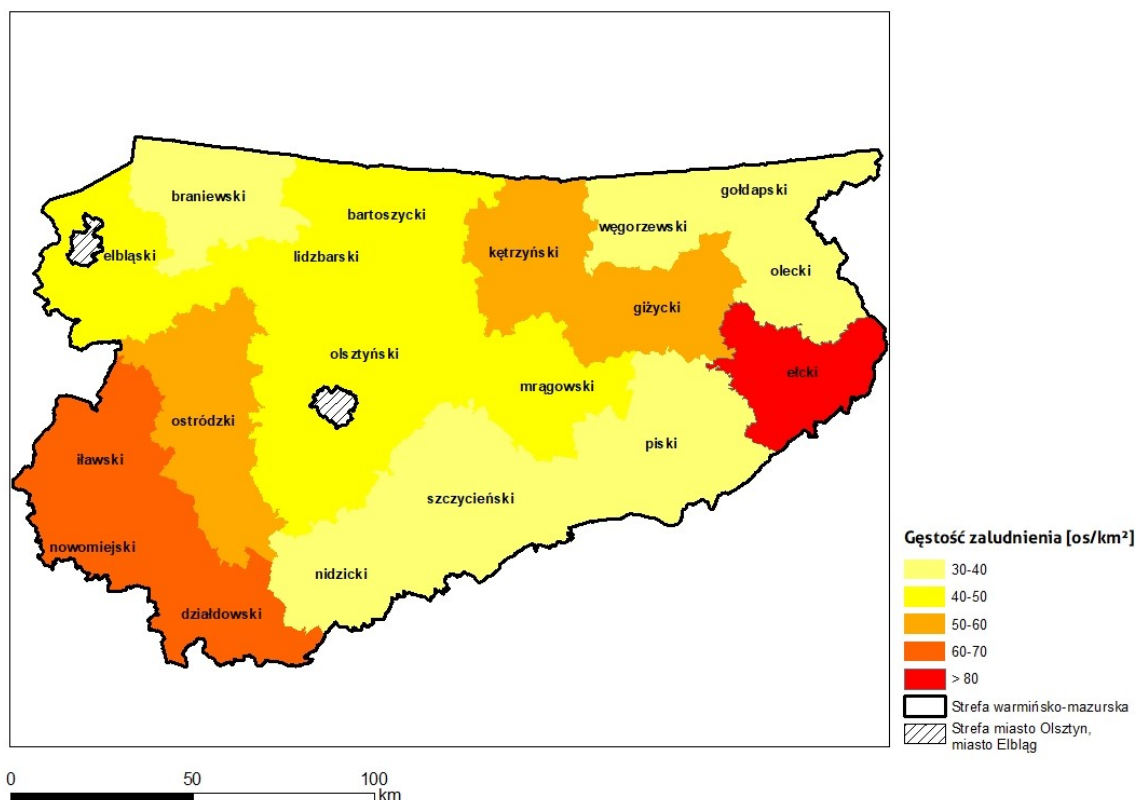 gołdapski
braniewski
bartoszycki
węgorzewski
elbląski
lidzbarski
kętrzyński
olecki
giżycki
olsztyński
ełcki
mrągowski
ostródzki
piski
iławski
szczycieński
nowomiejski
nidzicki
działdowski
Gęstość zaludnienia [os/km²]
30-40
40-50
50-60
60-70
> 80
Strefa warmińsko-mazurska
Strefa miasto Olsztyn,
miasto Elbląg
0 50 100
km